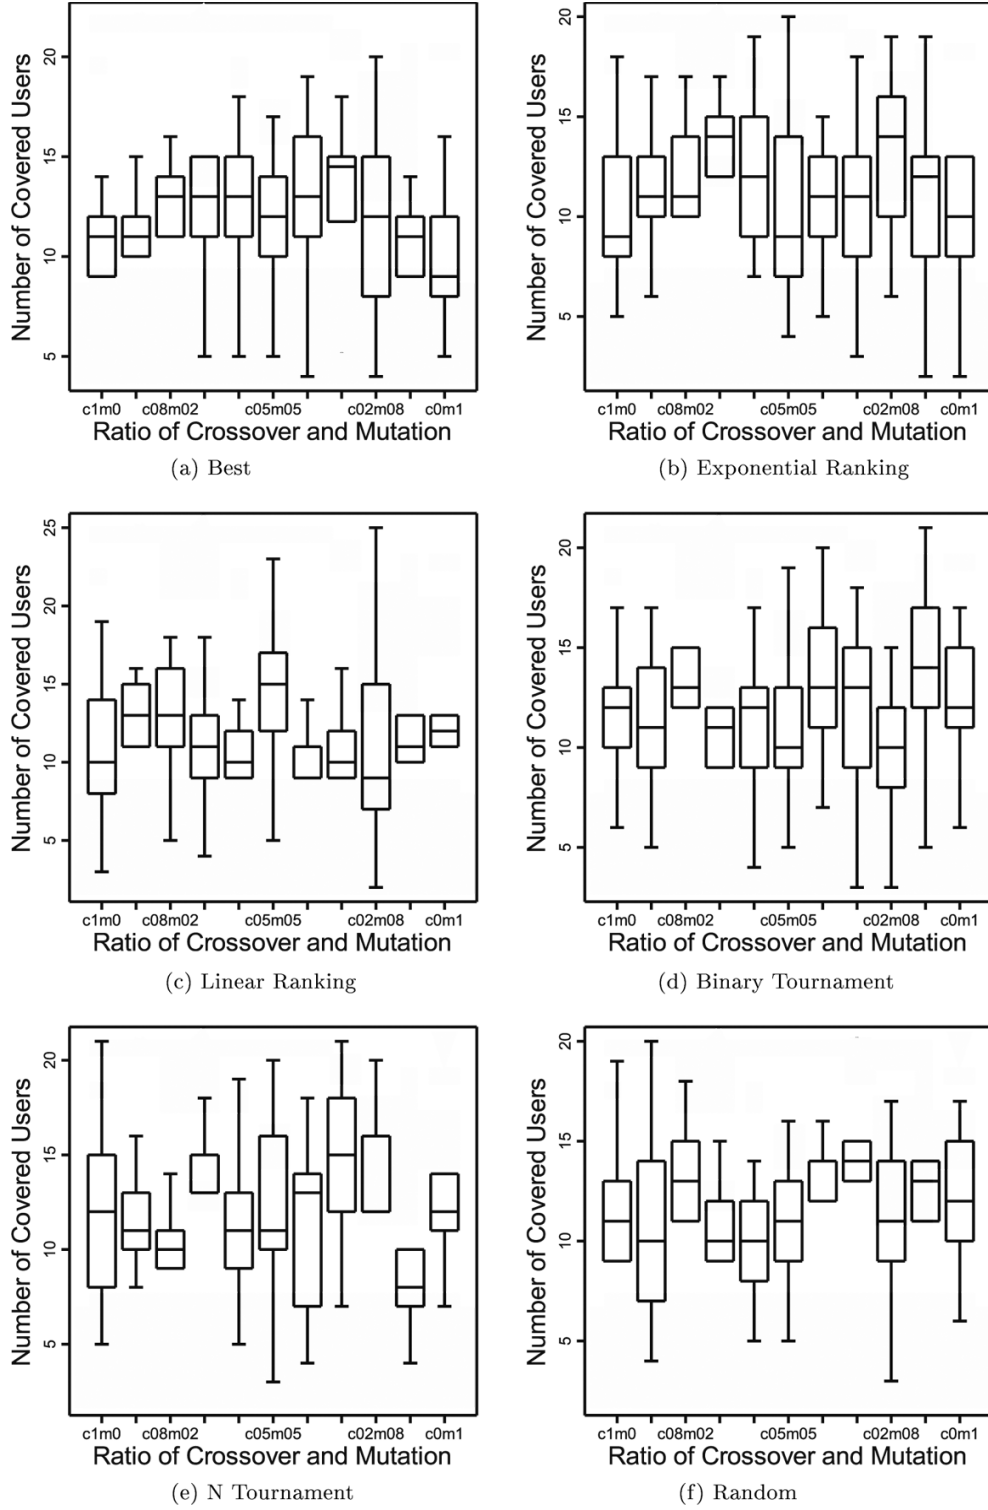 Number of Covered Users
20
15
10
5
c1m0 c08m02 c05m05 c02m08 c0m1
Ratio of Crossover and Mutation
(a) Best
Number of Covered Users
20
15
10
5
c1m0 c08m02 c05m05 c02m08 c0m1
Ratio of Crossover and Mutation
(b) Exponential Ranking
Number of Covered Users
25
20
15
10
5
c1m0 c08m02 c05m05 c02m08 c0m1
Ratio of Crossover and Mutation
(c) Linear Ranking
Number of Covered Users
20
15
10
5
c1m0 c08m02 c05m05 c02m08 c0m1
Ratio of Crossover and Mutation
(d) Binary Tournament
Number of Covered Users
20
15
10
5
c1m0 c08m02 c05m05 c02m08 c0m1
Ratio of Crossover and Mutation
(e) N Tournament
Number of Covered Users
20
15
10
5
c1m0 c08m02 c05m05 c02m08 c0m1
Ratio of Crossover and Mutation
(f) Random